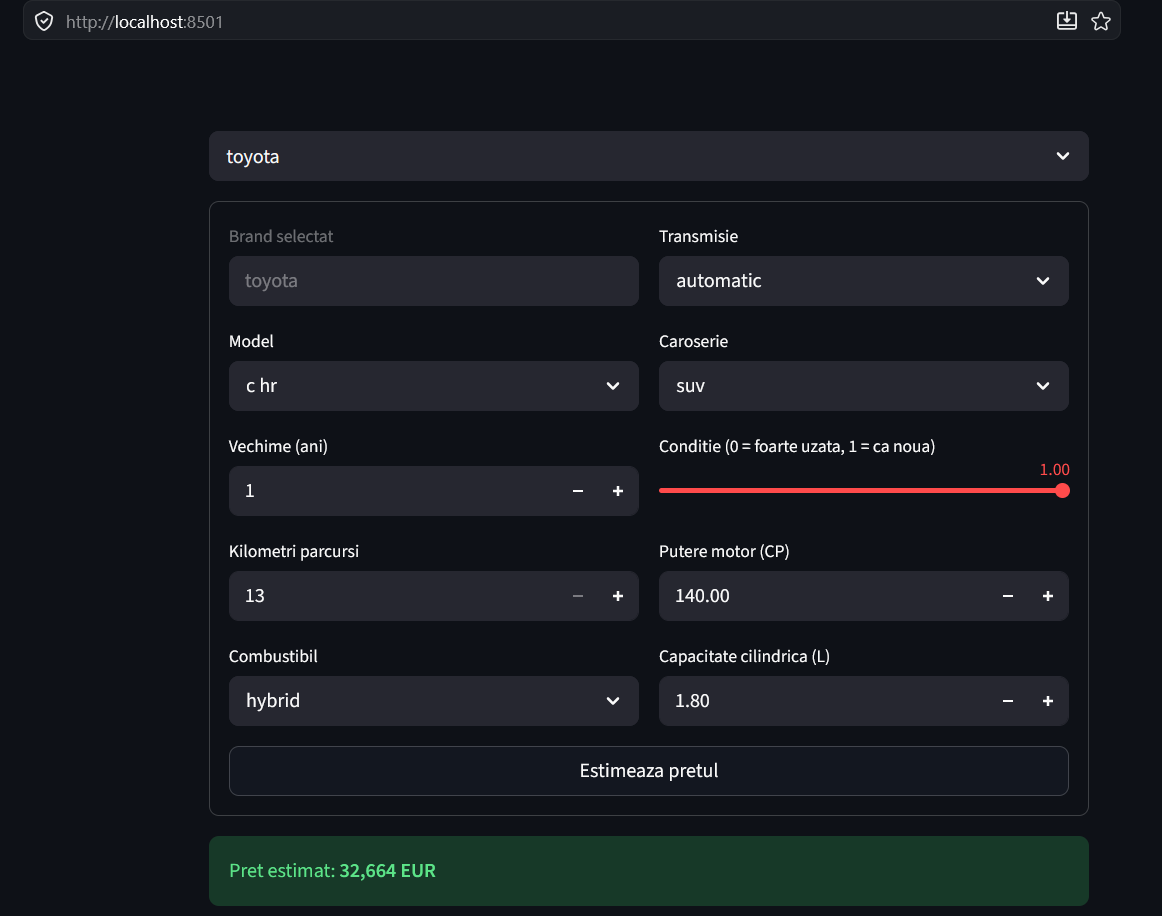 http://localhost:8501
toyota
Brand selectat
toyota
Transmisie
automatic
Model
c hr
Caroserie
suv
Vechime (ani)
1
Conditie (0 = foarte uzata, 1 = ca noua)
1.00
Kilometri parcursi
13
Putere motor (CP)
140.00
Combustibil
hybrid
Capacitate cilindrica (L)
1.80
Estimeaza pretul
Pret estimat: 32,664 EUR